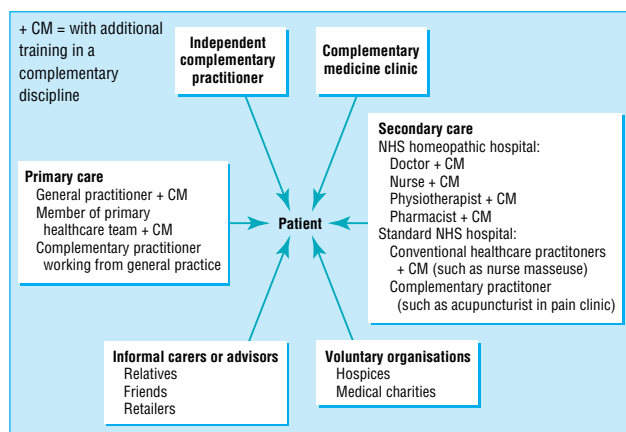 + CM = with additional
training in a
complementary
discipline
Independent
complementary
practitioner
Complementary
medicine clinic
Primary care
General practitioner + CM
Member of primary
healthcare team + CM
Complementary practitioner
working from general practice
Patient
Secondary care
NHS homeopathic hospital:
Doctor + CM
Nurse + CM
Physiotherapist + CM
Pharmacist + CM
Standard NHS hospital:
Conventional healthcare practitoners
+ CM (such as nurse masseuse)
Complementary practitoner
(such as acupuncturist in pain clinic)
Informal carers or advisors
Relatives
Friends
Retailers
Voluntary organisations
Hospices
Medical charities